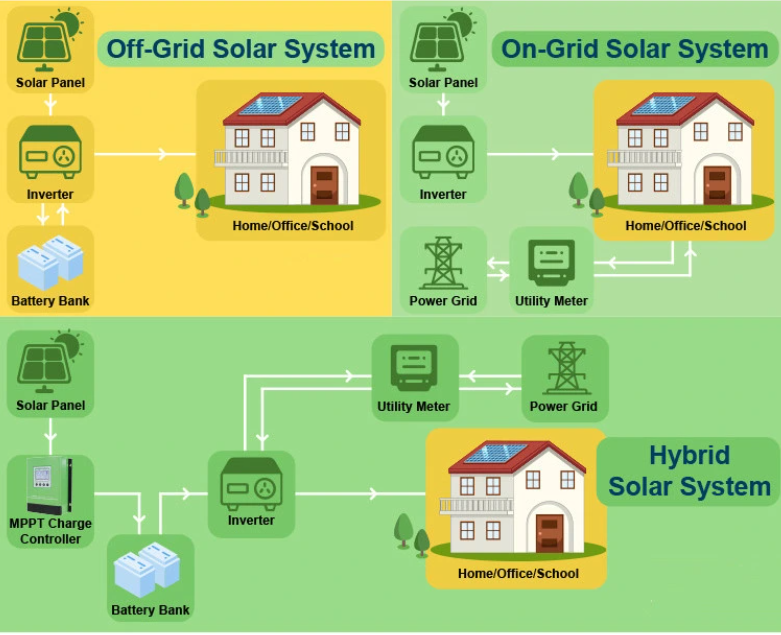 Off-Grid Solar System
Solar Panel
Inverter
Battery Bank
Home/Office/School
On-Grid Solar System
Solar Panel
Inverter
Home/Office/School
Power Grid
Utility Meter
Solar Panel
MPPT Charge
Controller
Battery Bank
Inverter
Utility Meter
Power Grid
Home/Office/School
Hybrid
Solar System